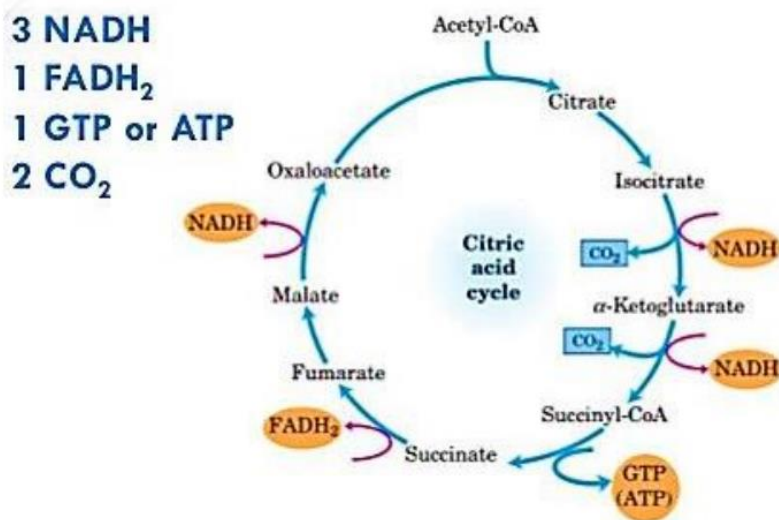 3 NADH
1 FADH₂
1 GTP or ATP
2 CO₂
Acetyl-CoA
Citrate
Isocitrate
NADH
CO₂
α-Ketoglutarate
CO₂
NADH
Succinyl-CoA
GTP
(ATP)
Succinate
FADH₂
Fumarate
Malate
NADH
Oxaloacetate
Citric
acid
cycle